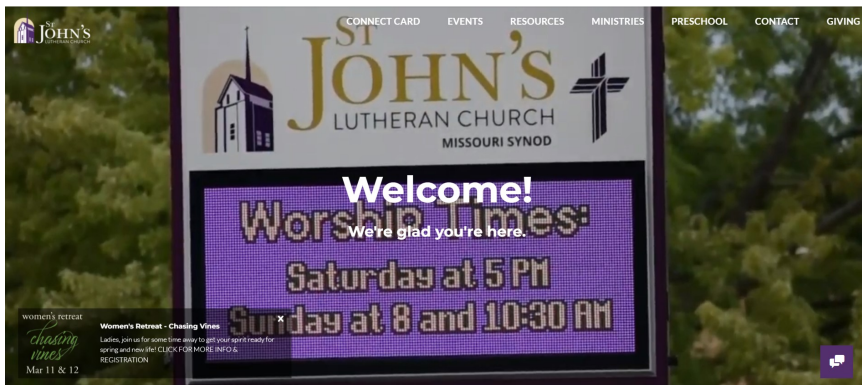 ST
JOHN'S
LUTHERAN CHURCH
CONNECT CARD
EVENTS
RESOURCES
MINISTRIES
PRESCHOOL
CONTACT
GIVING
ST
JOHN'S
LUTHERAN CHURCH
MISSOURI SYNOD
Welcome!
Worship Times:
We're glad you're here.
Saturday at 5 PM
Sunday at 8 and 10:30 AM
women's retreat
chasing
vines
Mar 11 & 12
Women's Retreat - Chasing Vines
×
Ladies, join us for some time away to get your spirit ready for
spring and new life! CLICK FOR MORE INFO &
REGISTRATION